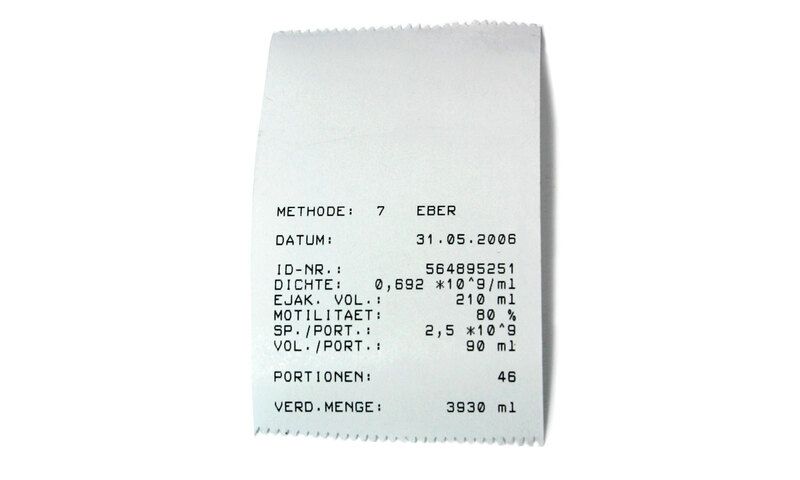 METHODE: 7 EBER
DATUM: 31.05.2006
ID-NR.: 564895251
DICHTE: 0,692 *10^9/ml
EJAK. VOL.: 210 ml
MOTILITAET: 80 %
SP./PORT.: 2,5 *10^9
VOL./PORT.: 90 ml
PORTIONEN: 46
VERD.MENGE: 3930 ml